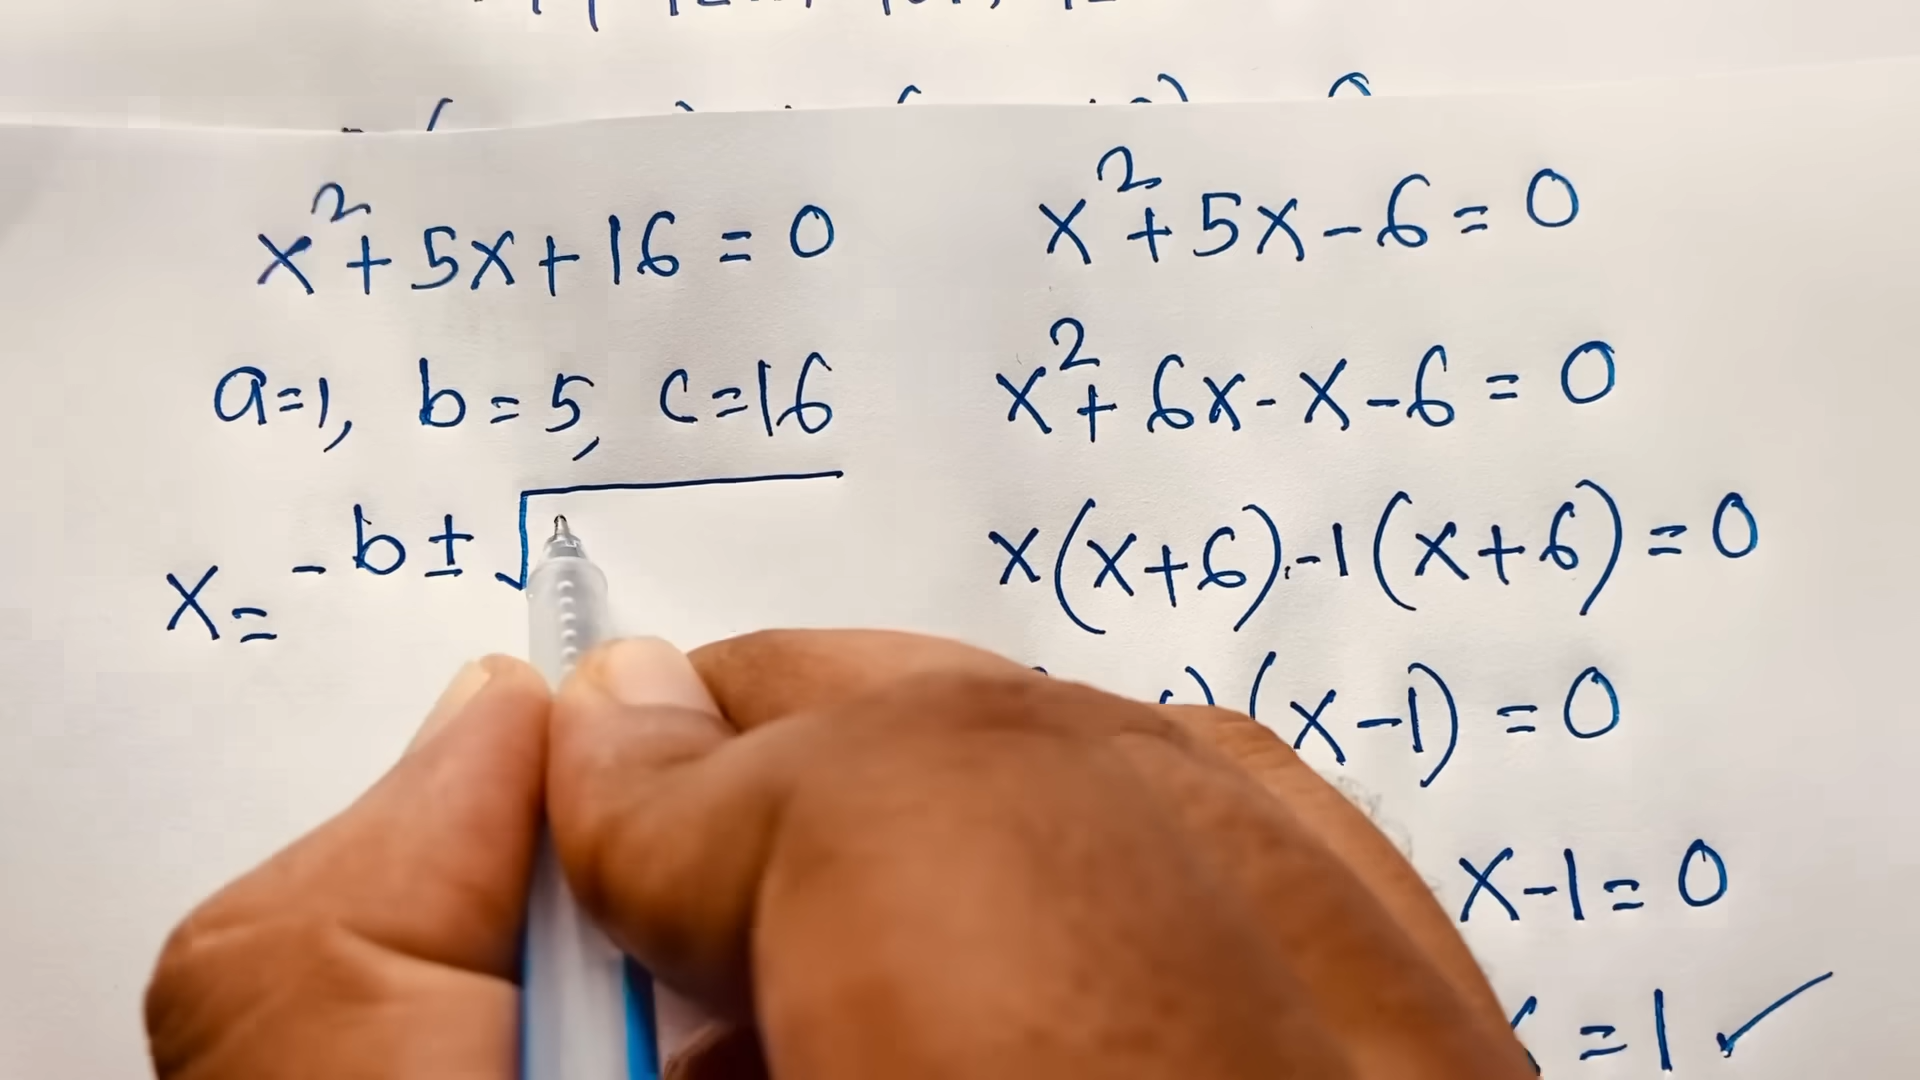 x²+5x+16=0
a=1, b=5, c=16
x= -b±√
x²+5x-6=0
x²+6x-x-6=0
x(x+6)-1(x+6)=0
)(x-1)=0
x-1=0
=1✓